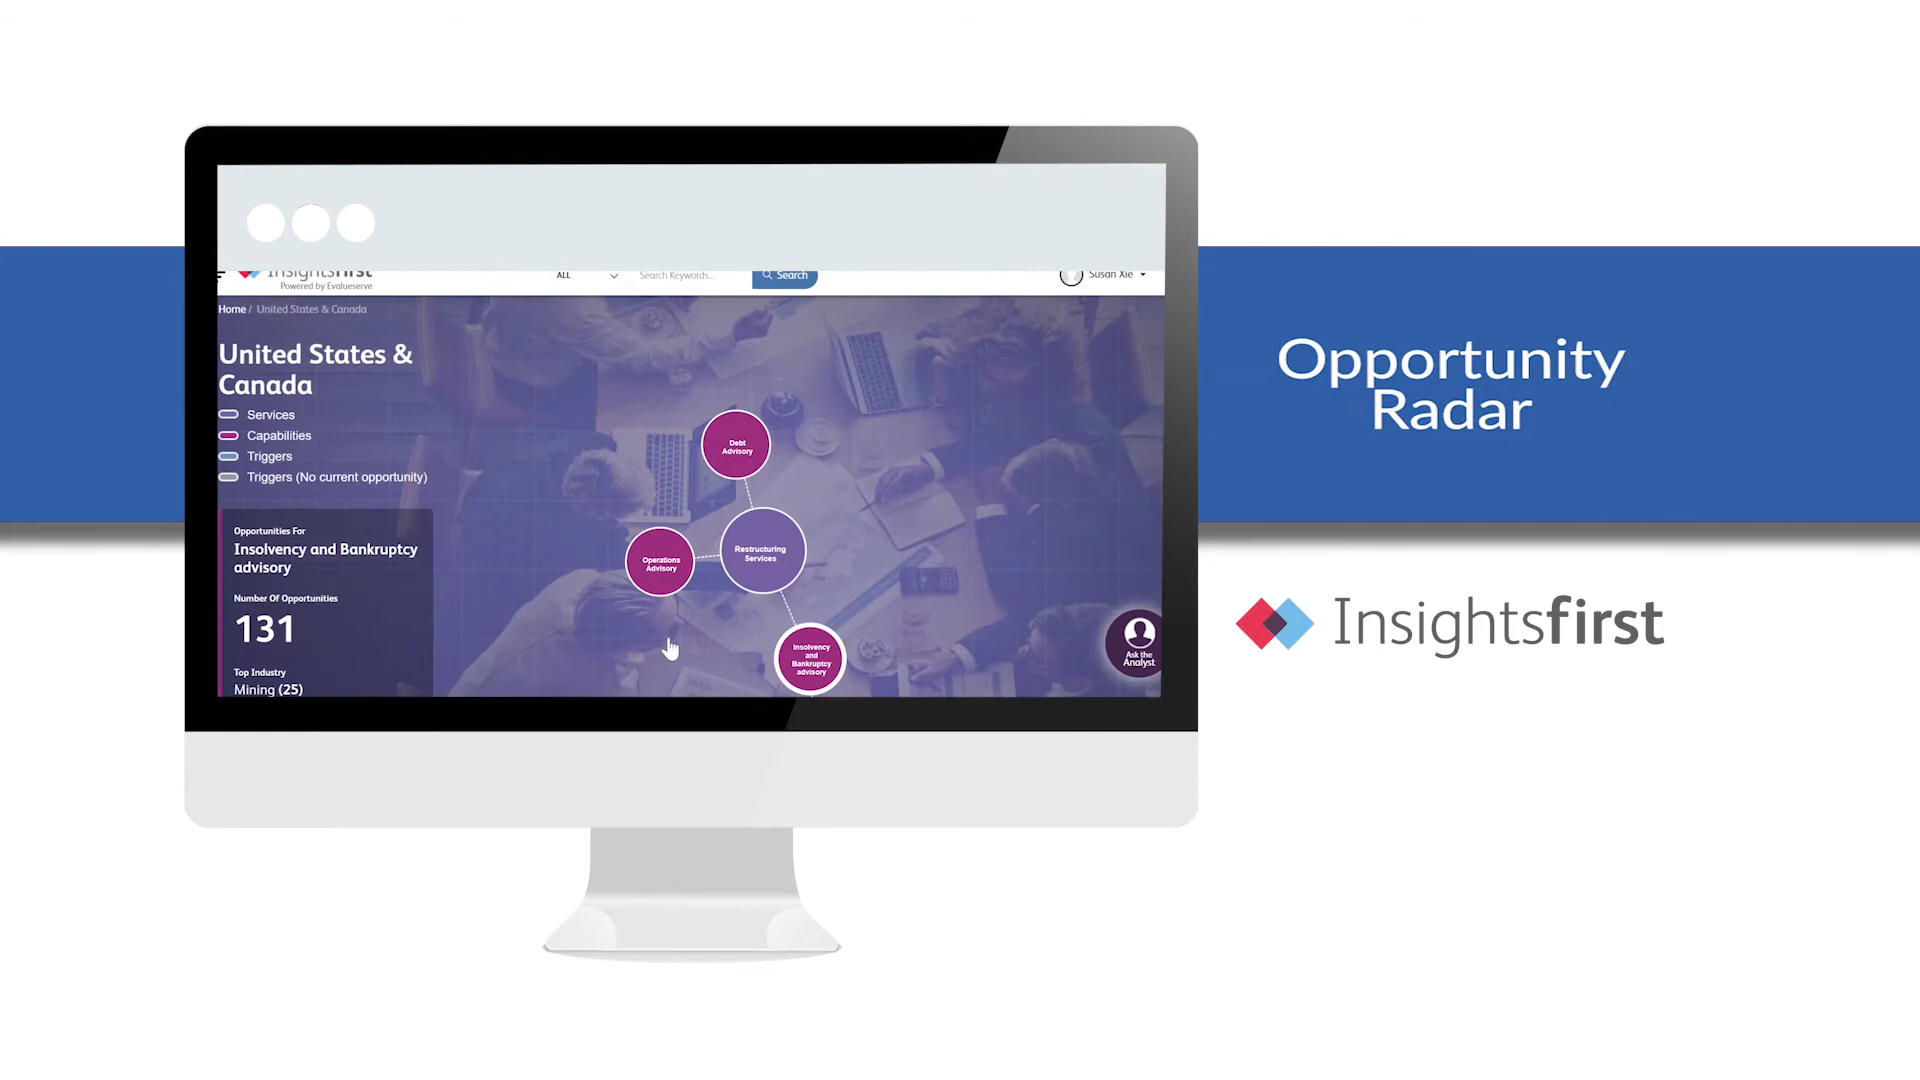 Insightsfirst
Powered by Evalueserve
ALL
Search Keywords...
Search
Susan Xie
Home / United States & Canada
United States &
Canada
Services
Capabilities
Triggers
Triggers (No current opportunity)
Opportunities For
Insolvency and Bankruptcy
advisory
Number Of Opportunities
131
Top Industry
Mining (25)
Debt
Advisory
Operations
Advisory
Restructuring
Services
Insolvency
and
Bankruptcy
advisory
Ask the
Analyst
Opportunity
Radar
Insightsfirst